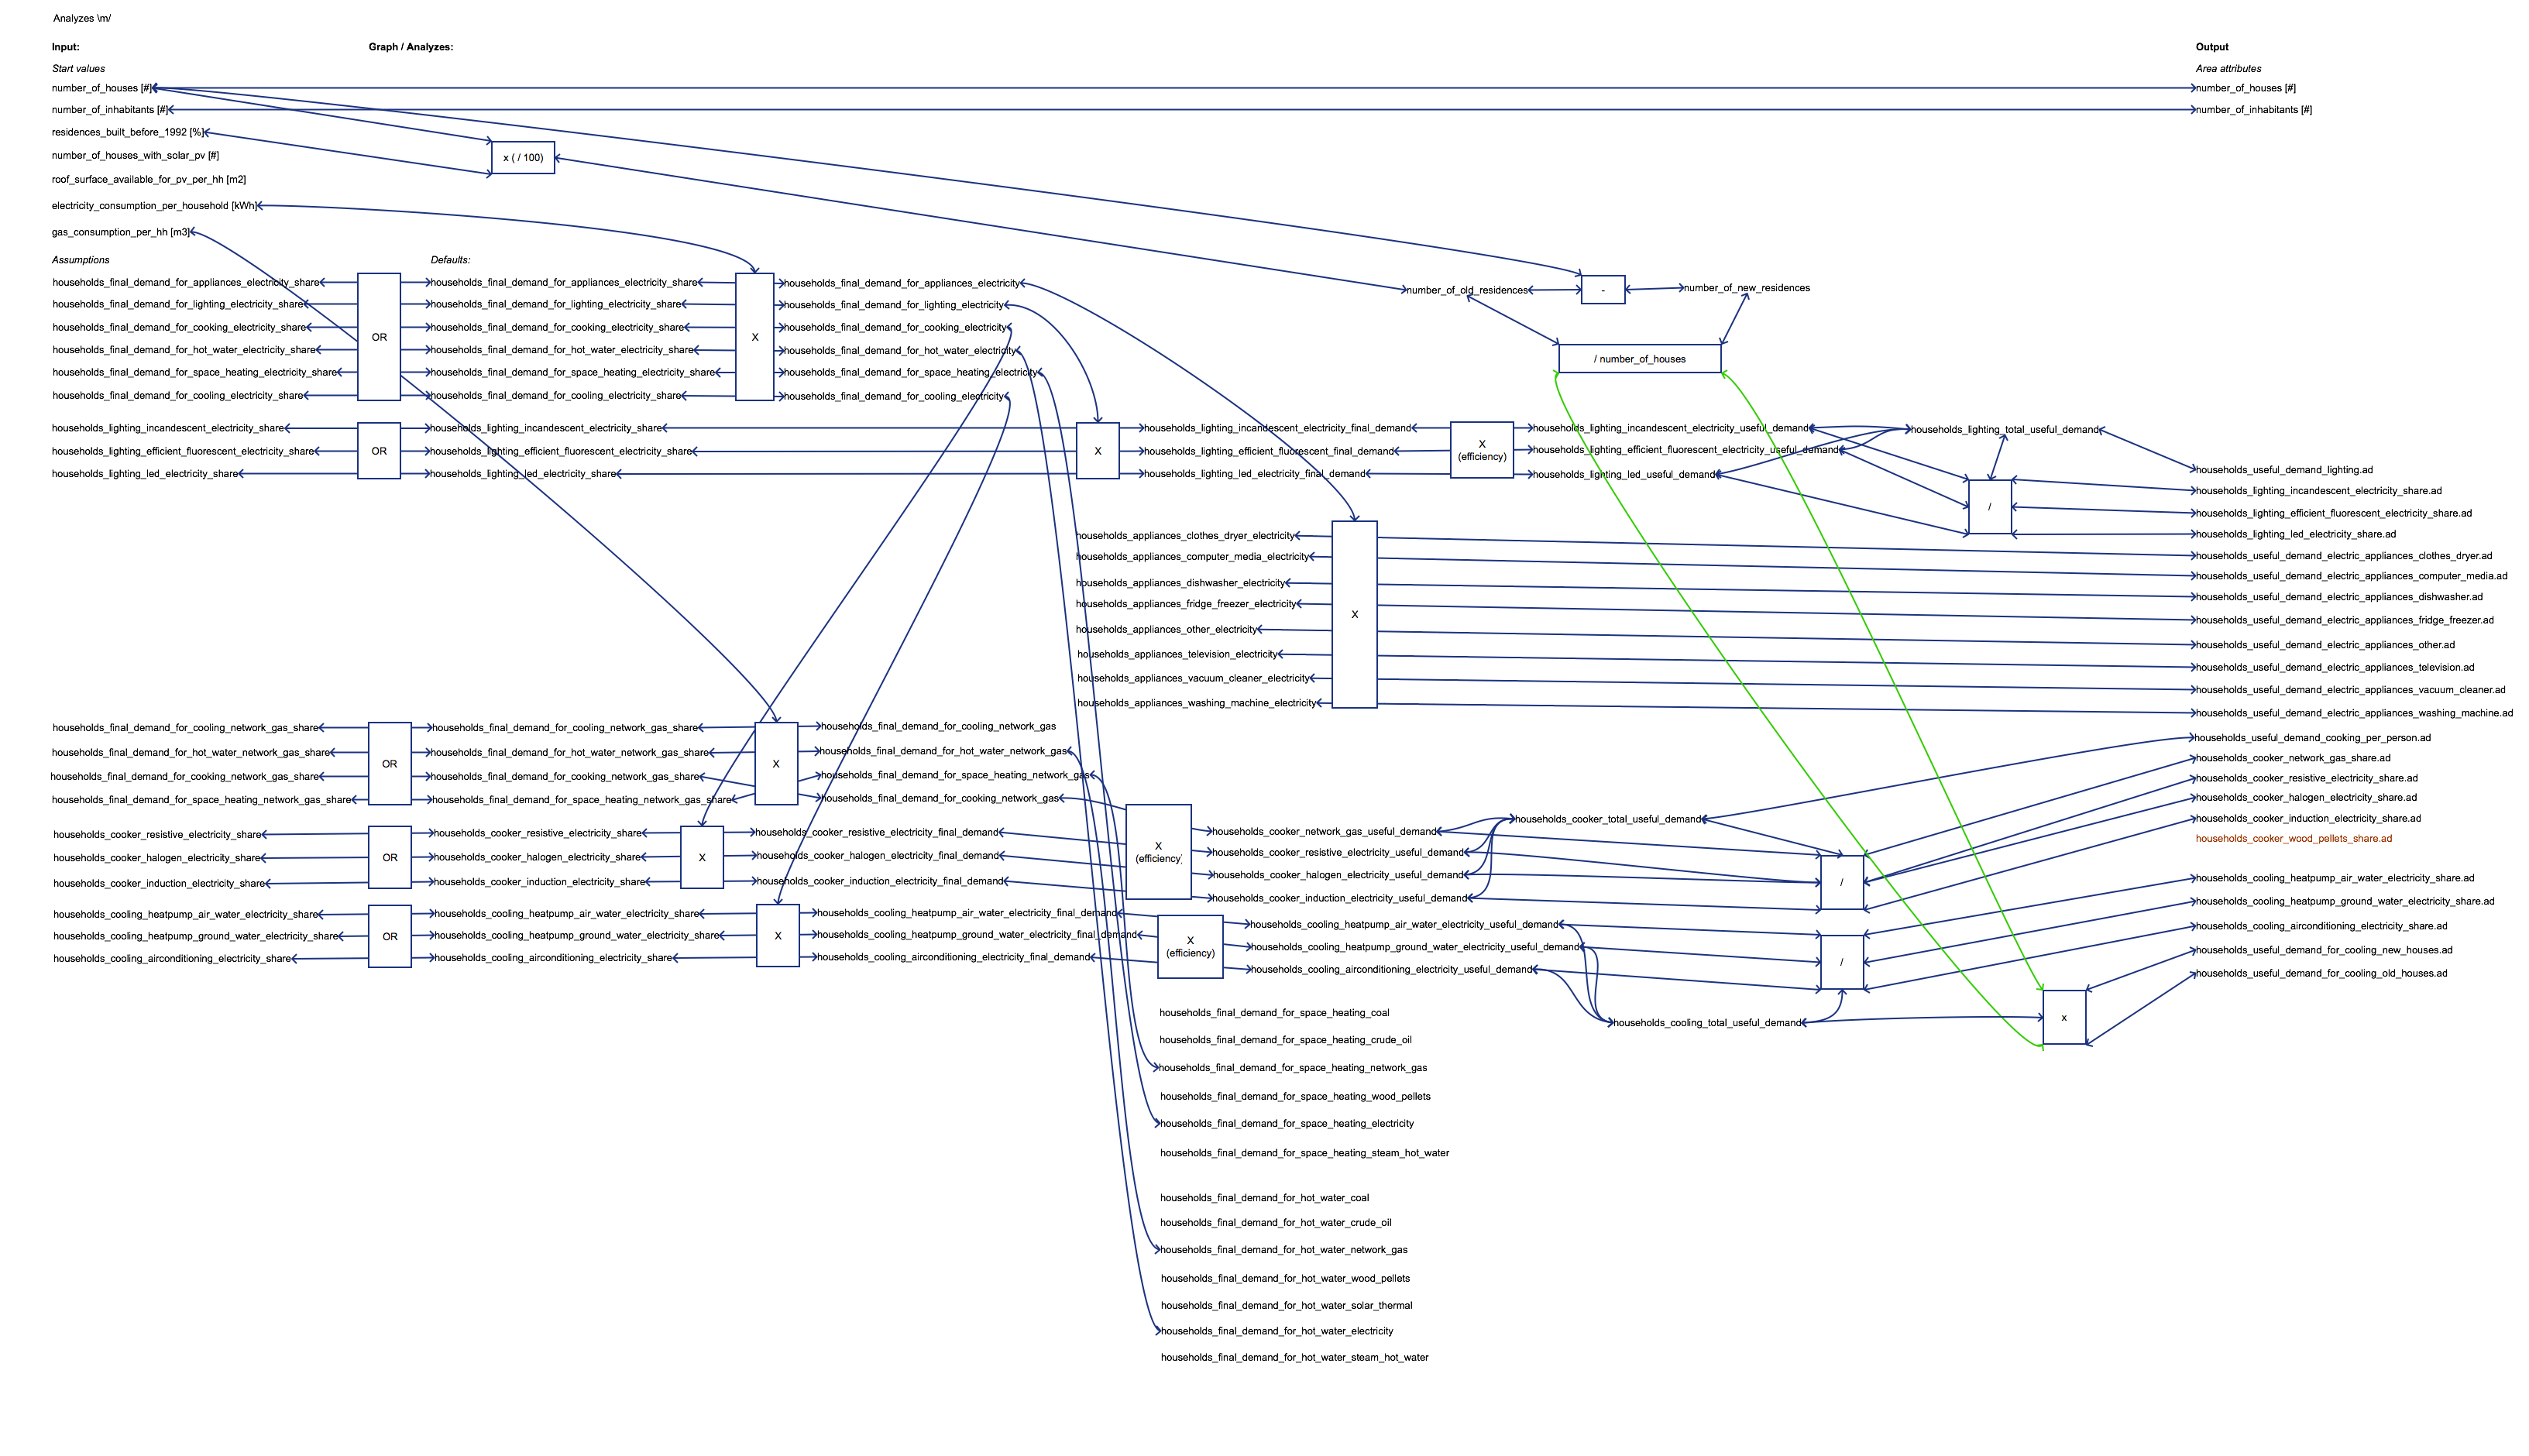 Analyzes \m/
Input:
Graph / Analyzes:
Output
Start values
Area attributes
number_of_houses [#]
number_of_houses [#]
number_of_inhabitants [#]
number_of_inhabitants [#]
residences_built_before_1992 [%]
number_of_houses_with_solar_pv [#]
x ( / 100)
roof_surface_available_for_pv_per_hh [m2]
electricity_consumption_per_household [kWh]
gas_consumption_per_hh [m3]
Assumptions
Defaults:
households_final_demand_for_appliances_electricity_share
households_final_demand_for_lighting_electricity_share
households_final_demand_for_cooking_electricity_share
households_final_demand_for_hot_water_electricity_share
households_final_demand_for_space_heating_electricity_share
households_final_demand_for_cooling_electricity_share
OR
households_final_demand_for_appliances_electricity_share
households_final_demand_for_lighting_electricity_share
households_final_demand_for_cooking_electricity_share
households_final_demand_for_hot_water_electricity_share
households_final_demand_for_space_heating_electricity_share
households_final_demand_for_cooling_electricity_share
X
households_final_demand_for_appliances_electricity
households_final_demand_for_lighting_electricity
households_final_demand_for_cooking_electricity
households_final_demand_for_hot_water_electricity
households_final_demand_for_space_heating_electricity
households_final_demand_for_cooling_electricity
number_of_old_residences
-
number_of_new_residences
/ number_of_houses
households_lighting_incandescent_electricity_share
households_lighting_efficient_fluorescent_electricity_share
households_lighting_led_electricity_share
OR
households_lighting_incandescent_electricity_share
households_lighting_efficient_fluorescent_electricity_share
households_lighting_led_electricity_share
X
households_lighting_incandescent_electricity_final_demand
households_lighting_efficient_fluorescent_final_demand
households_lighting_led_electricity_final_demand
X
(efficiency)
households_lighting_incandescent_electricity_useful_demand
households_lighting_efficient_fluorescent_electricity_useful_demand
households_lighting_led_useful_demand
households_lighting_total_useful_demand
/
households_useful_demand_lighting.ad
households_lighting_incandescent_electricity_share.ad
households_lighting_efficient_fluorescent_electricity_share.ad
households_lighting_led_electricity_share.ad
households_appliances_clothes_dryer_electricity
households_appliances_computer_media_electricity
households_appliances_dishwasher_electricity
households_appliances_fridge_freezer_electricity
households_appliances_other_electricity
households_appliances_television_electricity
households_appliances_vacuum_cleaner_electricity
households_appliances_washing_machine_electricity
X
households_useful_demand_electric_appliances_clothes_dryer.ad
households_useful_demand_electric_appliances_computer_media.ad
households_useful_demand_electric_appliances_dishwasher.ad
households_useful_demand_electric_appliances_fridge_freezer.ad
households_useful_demand_electric_appliances_other.ad
households_useful_demand_electric_appliances_television.ad
households_useful_demand_electric_appliances_vacuum_cleaner.ad
households_useful_demand_electric_appliances_washing_machine.ad
households_final_demand_for_cooling_network_gas_share
households_final_demand_for_hot_water_network_gas_share
households_final_demand_for_cooking_network_gas_share
households_final_demand_for_space_heating_network_gas_share
OR
households_final_demand_for_cooling_network_gas_share
households_final_demand_for_hot_water_network_gas_share
households_final_demand_for_cooking_network_gas_share
households_final_demand_for_space_heating_network_gas_share
X
households_final_demand_for_cooling_network_gas
households_final_demand_for_hot_water_network_gas
households_final_demand_for_space_heating_network_gas
households_final_demand_for_cooking_network_gas
households_cooker_resistive_electricity_share
households_cooker_halogen_electricity_share
households_cooker_induction_electricity_share
OR
households_cooker_resistive_electricity_share
households_cooker_halogen_electricity_share
households_cooker_induction_electricity_share
X
households_cooker_resistive_electricity_final_demand
households_cooker_halogen_electricity_final_demand
households_cooker_induction_electricity_final_demand
X
(efficiency)
households_cooker_network_gas_useful_demand
households_cooker_resistive_electricity_useful_demand
households_cooker_halogen_electricity_useful_demand
households_cooker_induction_electricity_useful_demand
households_cooker_total_useful_demand
/
households_useful_demand_cooking_per_person.ad
households_cooker_network_gas_share.ad
households_cooker_resistive_electricity_share.ad
households_cooker_halogen_electricity_share.ad
households_cooker_induction_electricity_share.ad
households_cooker_wood_pellets_share.ad
households_cooling_heatpump_air_water_electricity_share
households_cooling_heatpump_ground_water_electricity_share
households_cooling_airconditioning_electricity_share
OR
households_cooling_heatpump_air_water_electricity_share
households_cooling_heatpump_ground_water_electricity_share
households_cooling_airconditioning_electricity_share
X
households_cooling_heatpump_air_water_electricity_final_demand
households_cooling_heatpump_ground_water_electricity_final_demand
households_cooling_airconditioning_electricity_final_demand
X
(efficiency)
households_cooling_heatpump_air_water_electricity_useful_demand
households_cooling_heatpump_ground_water_electricity_useful_demand
households_cooling_airconditioning_electricity_useful_demand
/
households_cooling_total_useful_demand
x
households_cooling_heatpump_air_water_electricity_share.ad
households_cooling_heatpump_ground_water_electricity_share.ad
households_cooling_airconditioning_electricity_share.ad
households_useful_demand_for_cooling_new_houses.ad
households_useful_demand_for_cooling_old_houses.ad
households_final_demand_for_space_heating_coal
households_final_demand_for_space_heating_crude_oil
households_final_demand_for_space_heating_network_gas
households_final_demand_for_space_heating_wood_pellets
households_final_demand_for_space_heating_electricity
households_final_demand_for_space_heating_steam_hot_water
households_final_demand_for_hot_water_coal
households_final_demand_for_hot_water_crude_oil
households_final_demand_for_hot_water_network_gas
households_final_demand_for_hot_water_wood_pellets
households_final_demand_for_hot_water_solar_thermal
households_final_demand_for_hot_water_electricity
households_final_demand_for_hot_water_steam_hot_water